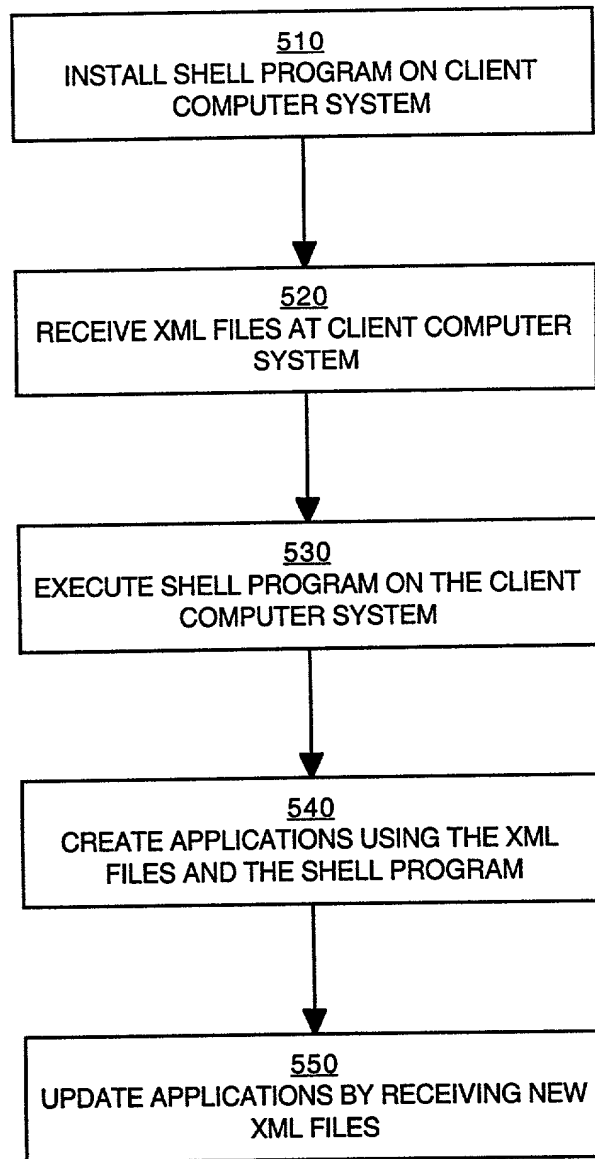 510
INSTALL SHELL PROGRAM ON CLIENT
COMPUTER SYSTEM
520
RECEIVE XML FILES AT CLIENT COMPUTER
SYSTEM
530
EXECUTE SHELL PROGRAM ON THE CLIENT
COMPUTER SYSTEM
540
CREATE APPLICATIONS USING THE XML
FILES AND THE SHELL PROGRAM
550
UPDATE APPLICATIONS BY RECEIVING NEW
XML FILES